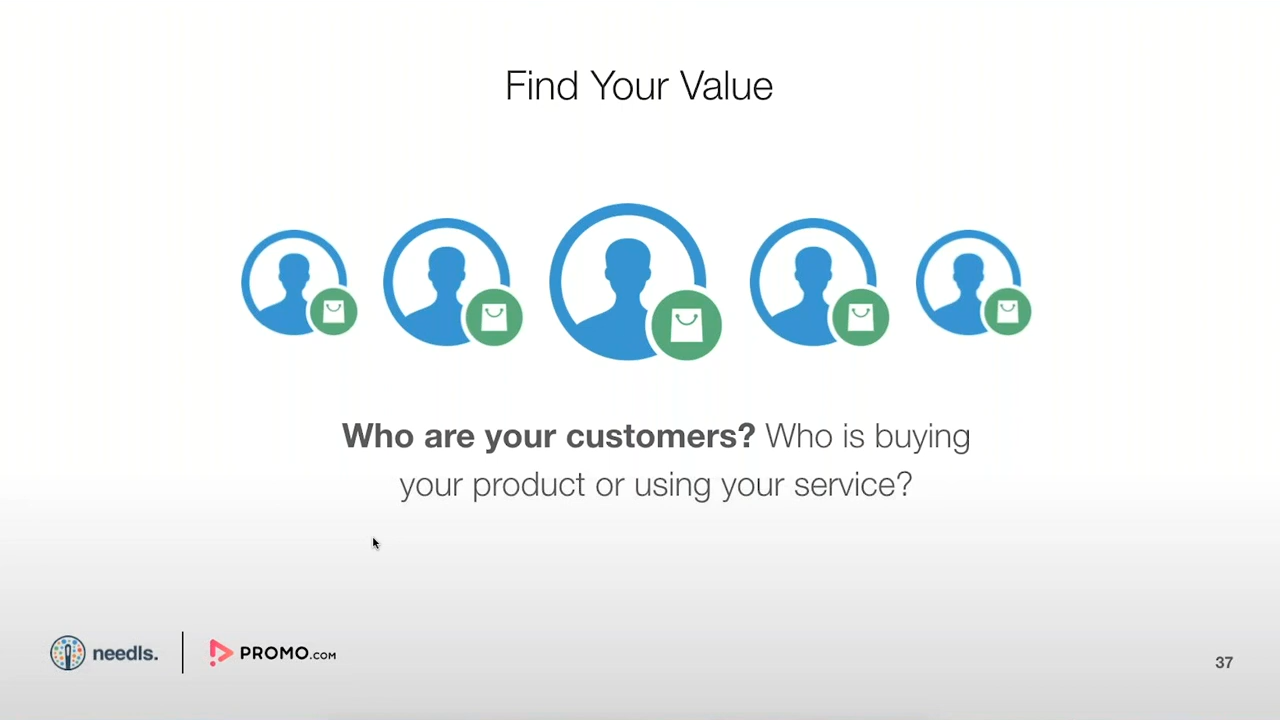 Find Your Value
Who are your customers? Who is buying
your product or using your service?
needls.
PROMO.COM
37